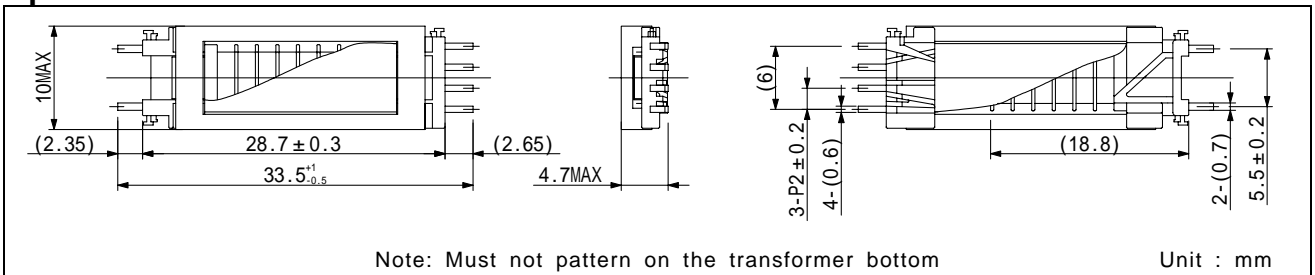 10MAX
(2.35)
28.7±0.3
(2.65)
33.5 +1 -0.5
4.7MAX
(6)
3-P2±0.2
4-(0.6)
(18.8)
2-(0.7)
5.5±0.2
Note: Must not pattern on the transformer bottom
Unit : mm